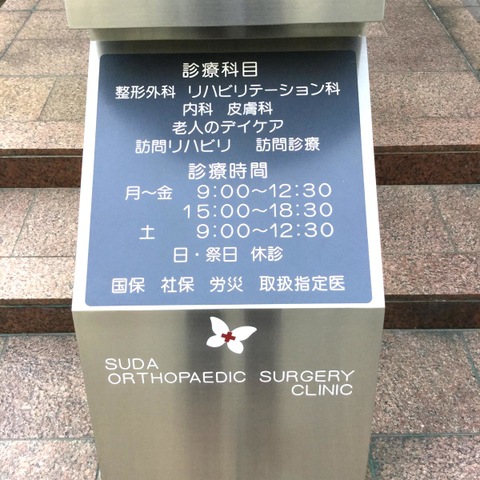 診療科目
整形外科 リハビリテーション科
内科 皮膚科
老人のデイケア
訪問リハビリ 訪問診療
診療時間
月〜金 9:00〜12:30
15:00〜18:30
土 9:00〜12:30
日・祭日 休診
国保 社保 労災 取扱指定医
SUDA
ORTHOPAEDIC SURGERY
CLINIC